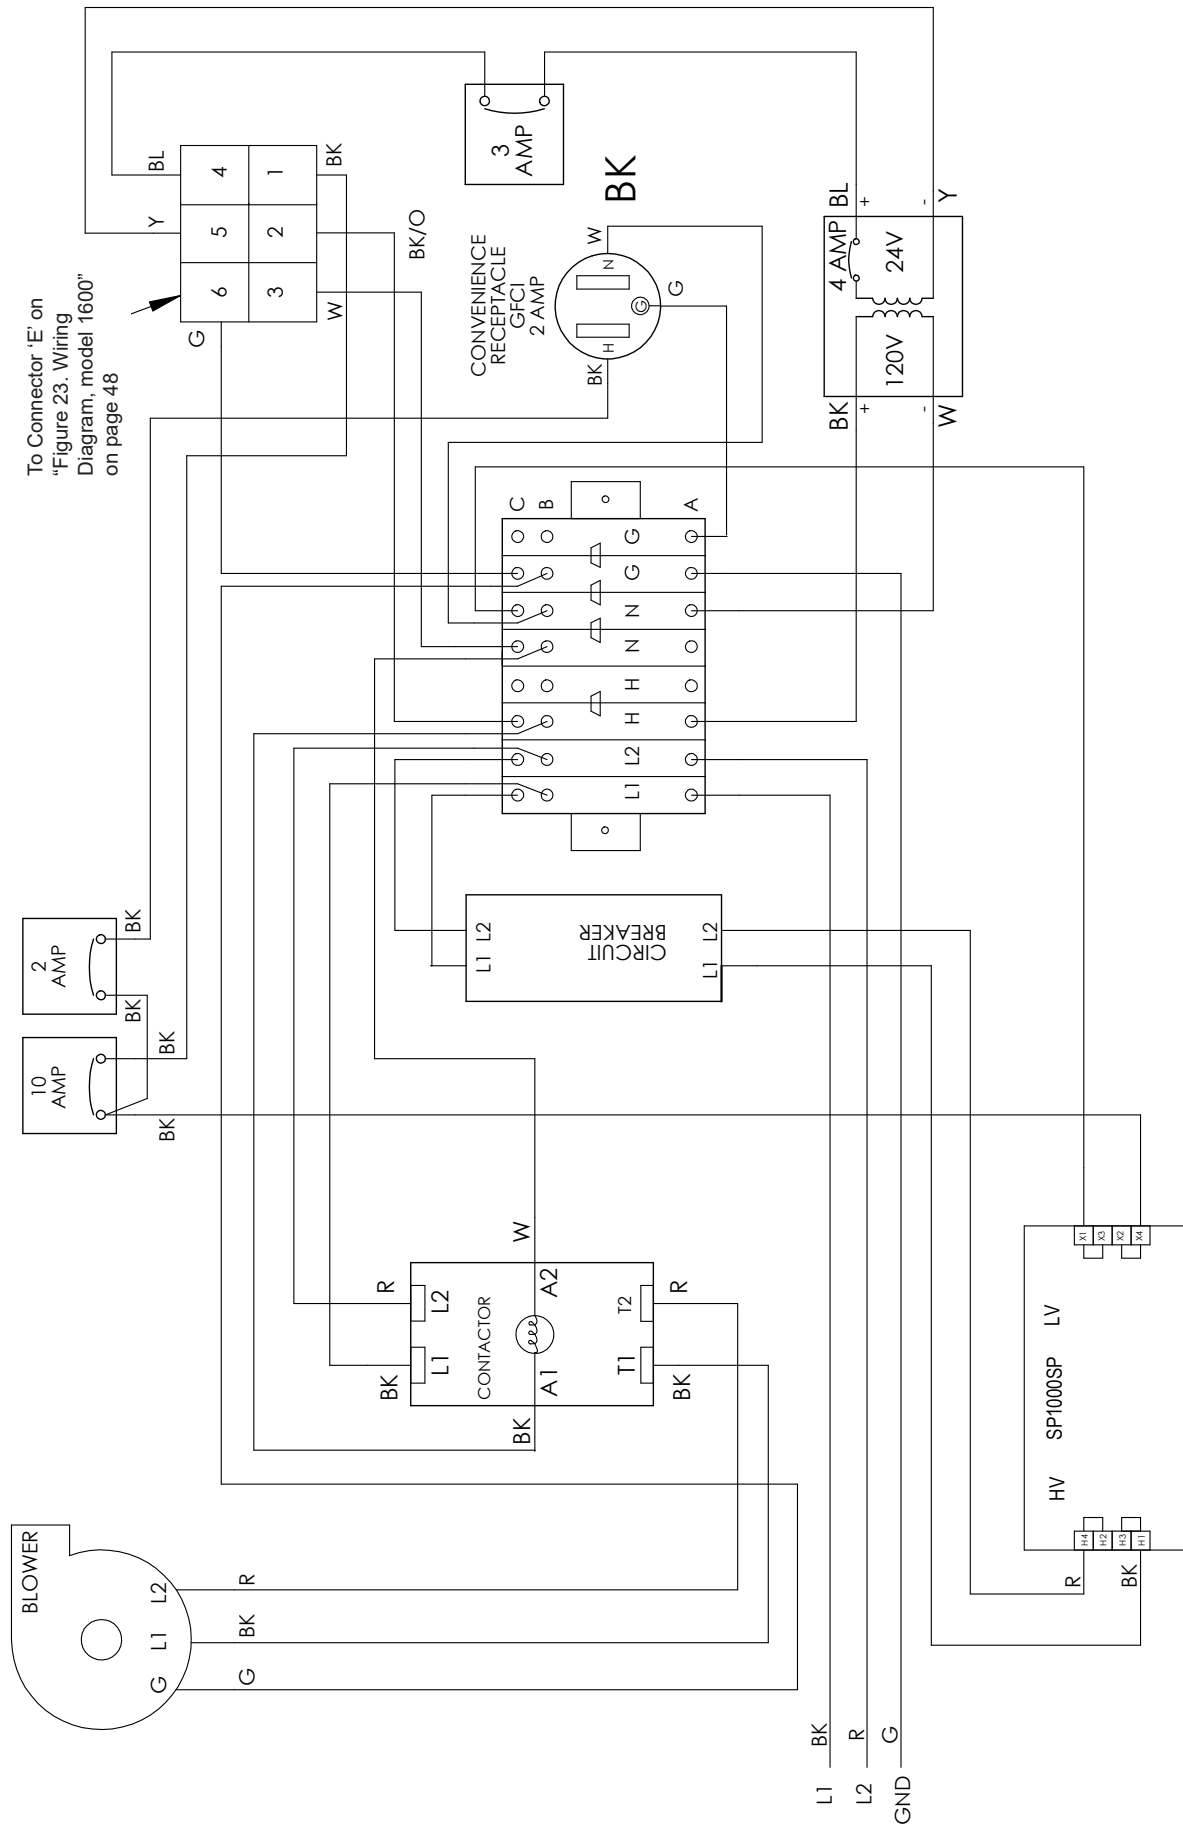 To Connector ‘E’ on
“Figure 23. Wiring
Diagram, model 1600”
on page 48
BLOWER
G
L1
L2
G
BK
R
10
AMP
2
AMP
BK
BK
BK
BK
G
Y
BL
6
5
4
3
2
1
W
BK/O
BK
3
AMP
BK
CONVENIENCE
RECEPTACLE
GFCI
2 AMP
BK
H
N
G
W
G
CONTACTOR
BK
L1
R
L2
BK
A1
A2
W
T1
T2
BK
R
L1
L2
CIRCUIT
BREAKER
L1
L2
C
B
A
L1
L2
H
H
N
N
G
G
BK
BL
+
+
4 AMP
120V
24V
-
-
W
Y
L1
BK
L2
R
GND
G
HV
SP1000SP
LV
R
BK
H4
H2
H3
H1
X1
X3
X2
X4